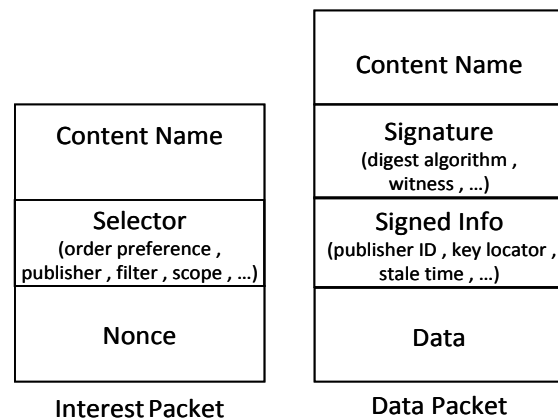 Content Name
Selector
(order preference ,
publisher , filter , scope , ...)
Nonce
Interest Packet
Content Name
Signature
(digest algorithm ,
witness , ...)
Signed Info
(publisher ID , key locator ,
stale time , ...)
Data
Data Packet